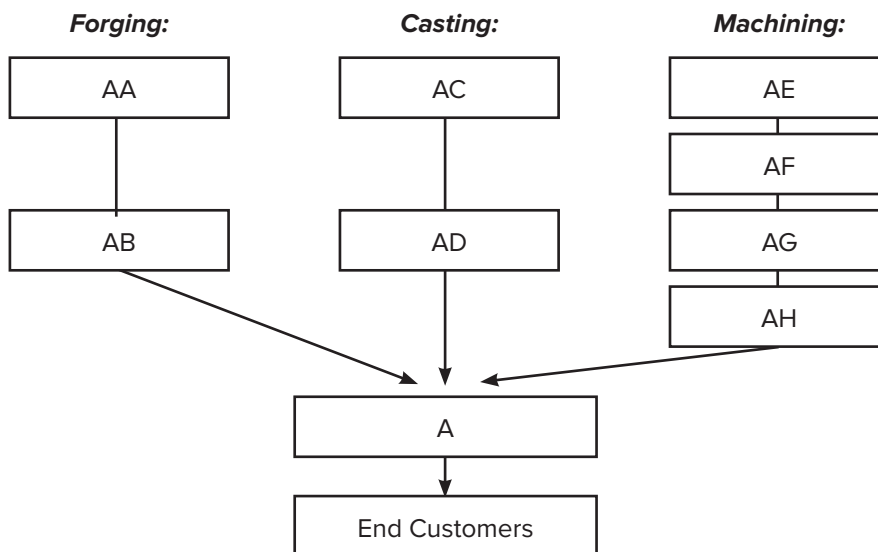 Forging:
Casting:
Machining:
AA
AC
AE
AF
AB
AD
AG
AH
A
End Customers